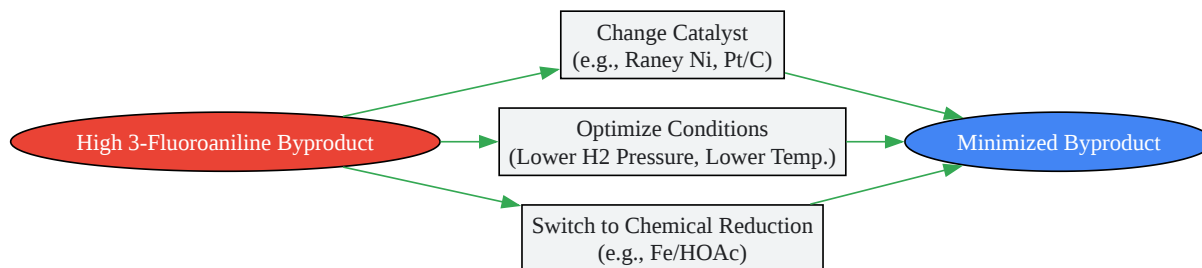 Change Catalyst
(e.g., Raney Ni, Pt/C)
High 3-Fluoroaniline Byproduct
Optimize Conditions
(Lower H2 Pressure, Lower Temp.)
Minimized Byproduct
Switch to Chemical Reduction
(e.g., Fe/HOAc)